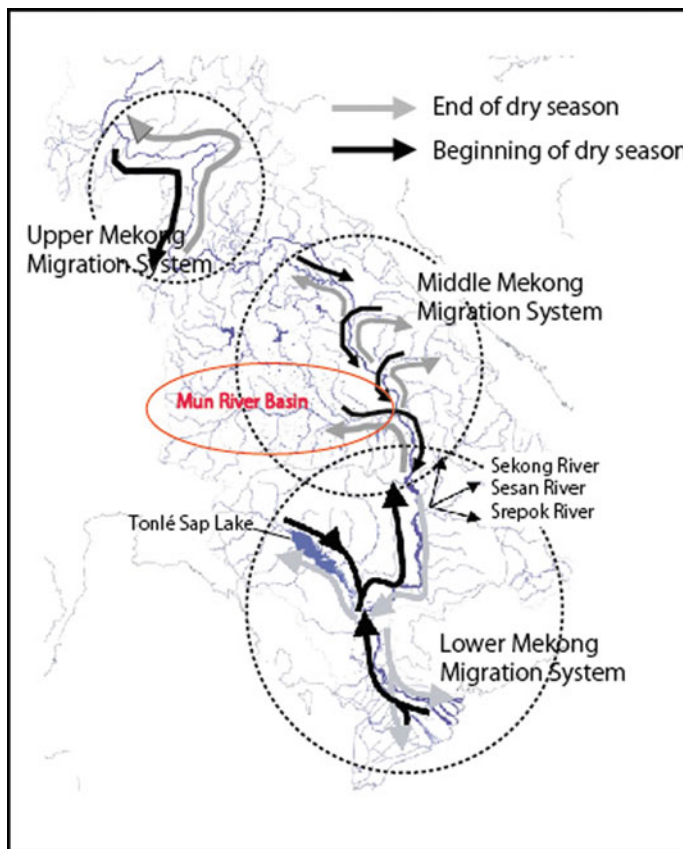 End of dry season
Beginning of dry season
Upper Mekong
Migration System
Middle Mekong
Migration System
Mun River Basin
Sekong River
Sesan River
Srepok River
Tonlé Sap Lake
Lower Mekong
Migration System